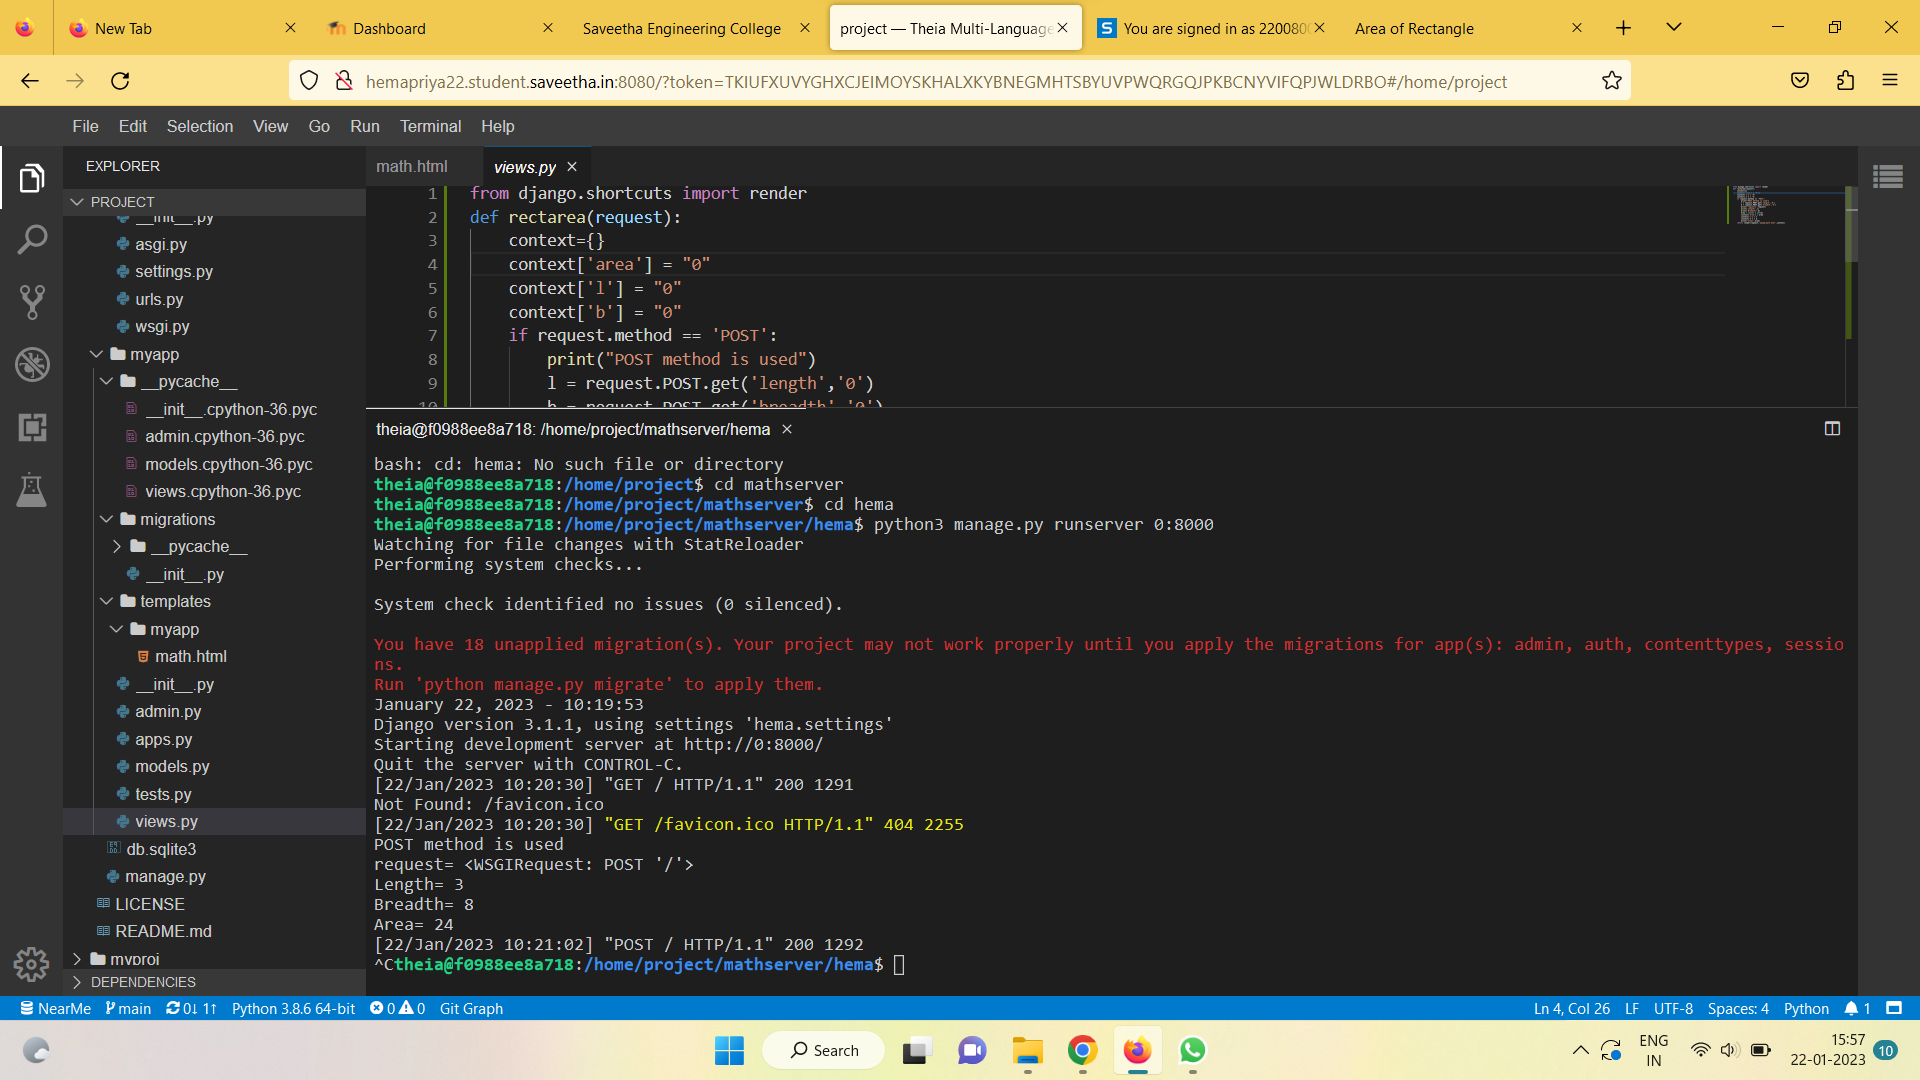 New Tab
Dashboard
Saveetha Engineering College
project — Theia Multi-Language
You are signed in as 220080
Area of Rectangle
hemapriya22.student.saveetha.in:8080/?token=TKIUFXUVYGHXCJEIMOYSKHALXKYBNEGMHTSBYUVPWQRGQJPKBCNYVIFQPJWLDRBO#/home/project
File Edit Selection View Go Run Terminal Help
EXPLORER
PROJECT
__init__.py
asgi.py
settings.py
urls.py
wsgi.py
myapp
__pycache__
__init__.cpython-36.pyc
admin.cpython-36.pyc
models.cpython-36.pyc
views.cpython-36.pyc
migrations
__pycache__
__init__.py
templates
myapp
math.html
__init__.py
admin.py
apps.py
models.py
tests.py
views.py
db.sqlite3
manage.py
LICENSE
README.md
myproj
DEPENDENCIES
math.html
views.py
1 from django.shortcuts import render
2 def rectarea(request):
3 context={}
4 context['area'] = "0"
5 context['l'] = "0"
6 context['b'] = "0"
7 if request.method == 'POST':
8 print("POST method is used")
9 l = request.POST.get('length','0')
10 b = request.POST.get('breadth','0')
theia@f0988ee8a718: /home/project/mathserver/hema
bash: cd: hema: No such file or directory
theia@f0988ee8a718:/home/project$ cd mathserver
theia@f0988ee8a718:/home/project/mathserver$ cd hema
theia@f0988ee8a718:/home/project/mathserver/hema$ python3 manage.py runserver 0:8000
Watching for file changes with StatReloader
Performing system checks...
System check identified no issues (0 silenced).
You have 18 unapplied migration(s). Your project may not work properly until you apply the migrations for app(s): admin, auth, contenttypes, sessio
ns.
Run 'python manage.py migrate' to apply them.
January 22, 2023 - 10:19:53
Django version 3.1.1, using settings 'hema.settings'
Starting development server at http://0:8000/
Quit the server with CONTROL-C.
[22/Jan/2023 10:20:30] "GET / HTTP/1.1" 200 1291
Not Found: /favicon.ico
[22/Jan/2023 10:20:30] "GET /favicon.ico HTTP/1.1" 404 2255
POST method is used
request= <WSGIRequest: POST '/'>
Length= 3
Breadth= 8
Area= 24
[22/Jan/2023 10:21:02] "POST / HTTP/1.1" 200 1292
^Ctheia@f0988ee8a718:/home/project/mathserver/hema$
NearMe main 0↓ 1↑ Python 3.8.6 64-bit 0 0 Git Graph
Ln 4, Col 26 LF UTF-8 Spaces: 4 Python 1
Search
ENG
IN
15:57
22-01-2023
10